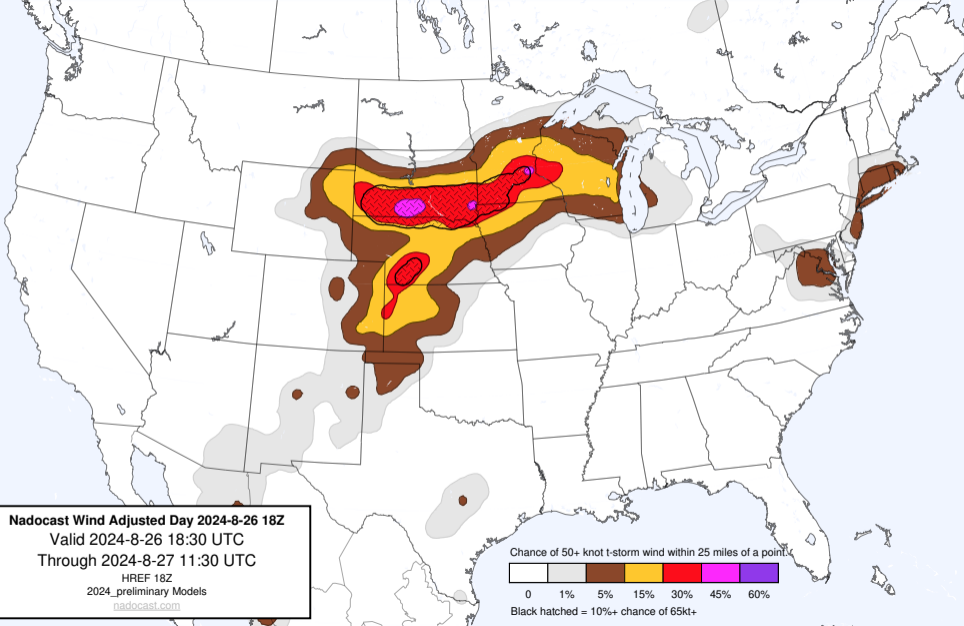 Nadocast Wind Adjusted Day 2024-8-26 18Z
Valid 2024-8-26 18:30 UTC
Through 2024-8-27 11:30 UTC
HREF 18Z
2024_preliminary Models
nadocast.com
Chance of 50+ knot t-storm wind within 25 miles of a point.
0 1% 5% 15% 30% 45% 60%
Black hatched = 10%+ chance of 65kt+